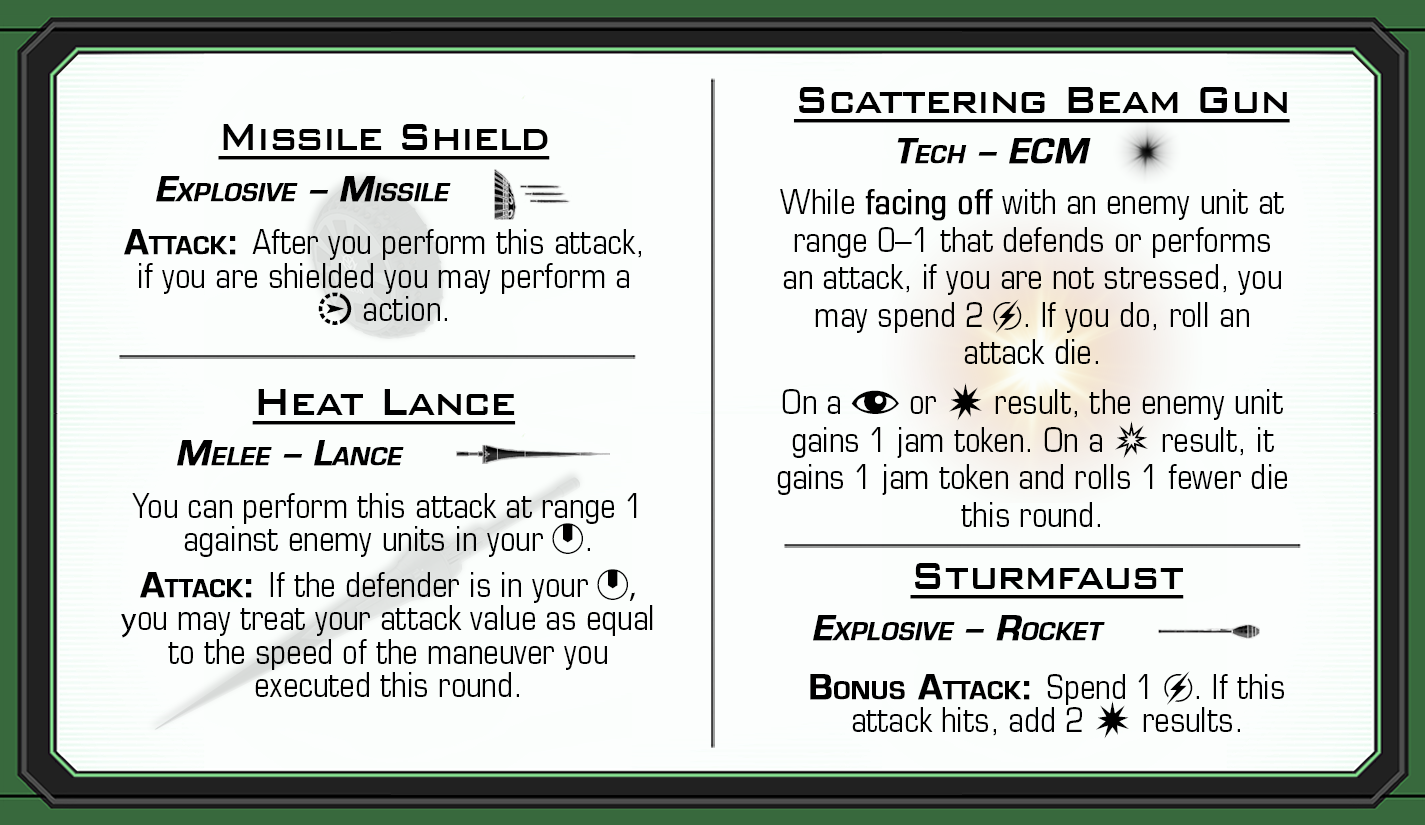 Missile Shield
Explosive – Missile
Attack: After you perform this attack,
if you are shielded you may perform a
action.
Heat Lance
Melee – Lance
You can perform this attack at range 1
against enemy units in your .
Attack: If the defender is in your ,
you may treat your attack value as equal
to the speed of the maneuver you
executed this round.
Scattering Beam Gun
Tech – ECM
While facing off with an enemy unit at
range 0–1 that defends or performs
an attack, if you are not stressed, you
may spend 2 . If you do, roll an
attack die.
On a or result, the enemy unit
gains 1 jam token. On a result, it
gains 1 jam token and rolls 1 fewer die
this round.
Sturmfaust
Explosive – Rocket
Bonus Attack: Spend 1 . If this
attack hits, add 2 results.